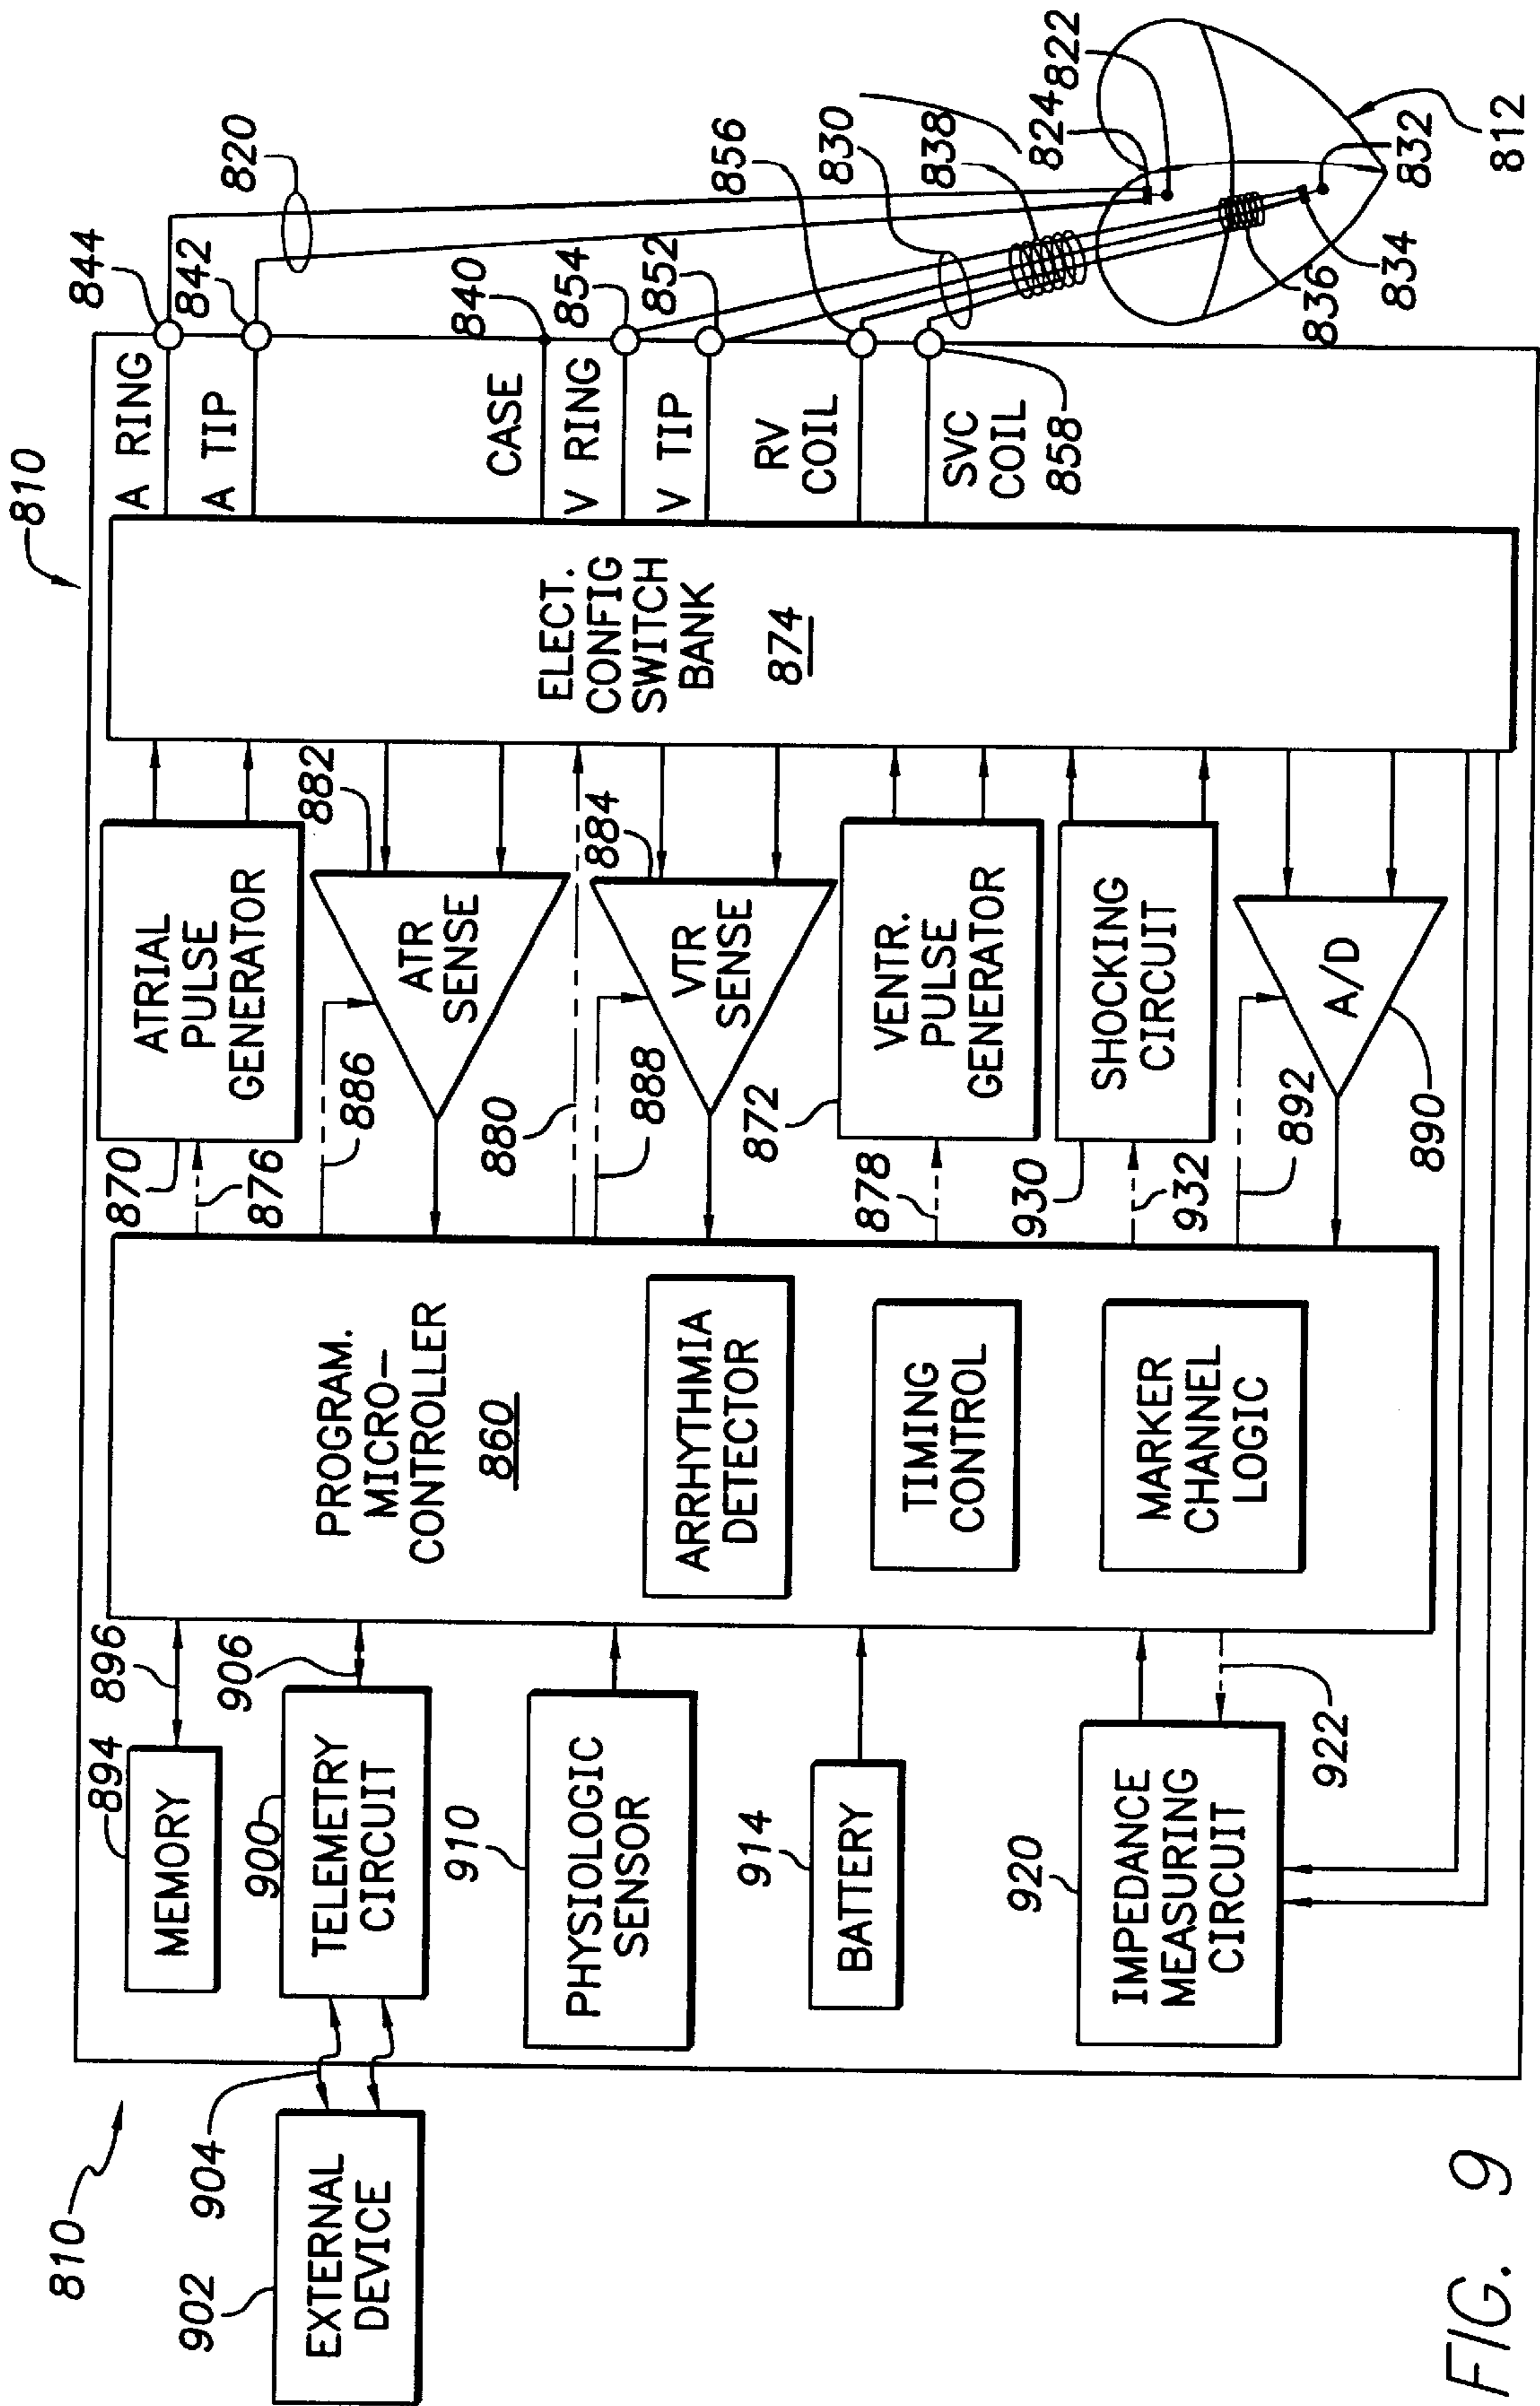 810
810
902
EXTERNAL
DEVICE
904
894
MEMORY
896
900
TELEMETRY
CIRCUIT
906
910
PHYSIOLOGIC
SENSOR
914
BATTERY
920
IMPEDANCE
MEASURING
CIRCUIT
922
PROGRAM.
MICRO-
CONTROLLER
860
ARRHYTHMIA
DETECTOR
TIMING
CONTROL
MARKER
CHANNEL
LOGIC
870
ATRIAL
PULSE
GENERATOR
876
886
882
ATR
SENSE
880
888
884
VTR
SENSE
872
VENTR.
PULSE
GENERATOR
878
930
SHOCKING
CIRCUIT
932
892
A/D
890
ELECT.
CONFIG
SWITCH
BANK
874
A RING
844
A TIP
842
CASE
840
V RING
854
V TIP
852
RV
COIL
856
SVC
COIL
858
820
830
838
824
822
836
834
832
812
FIG. 9